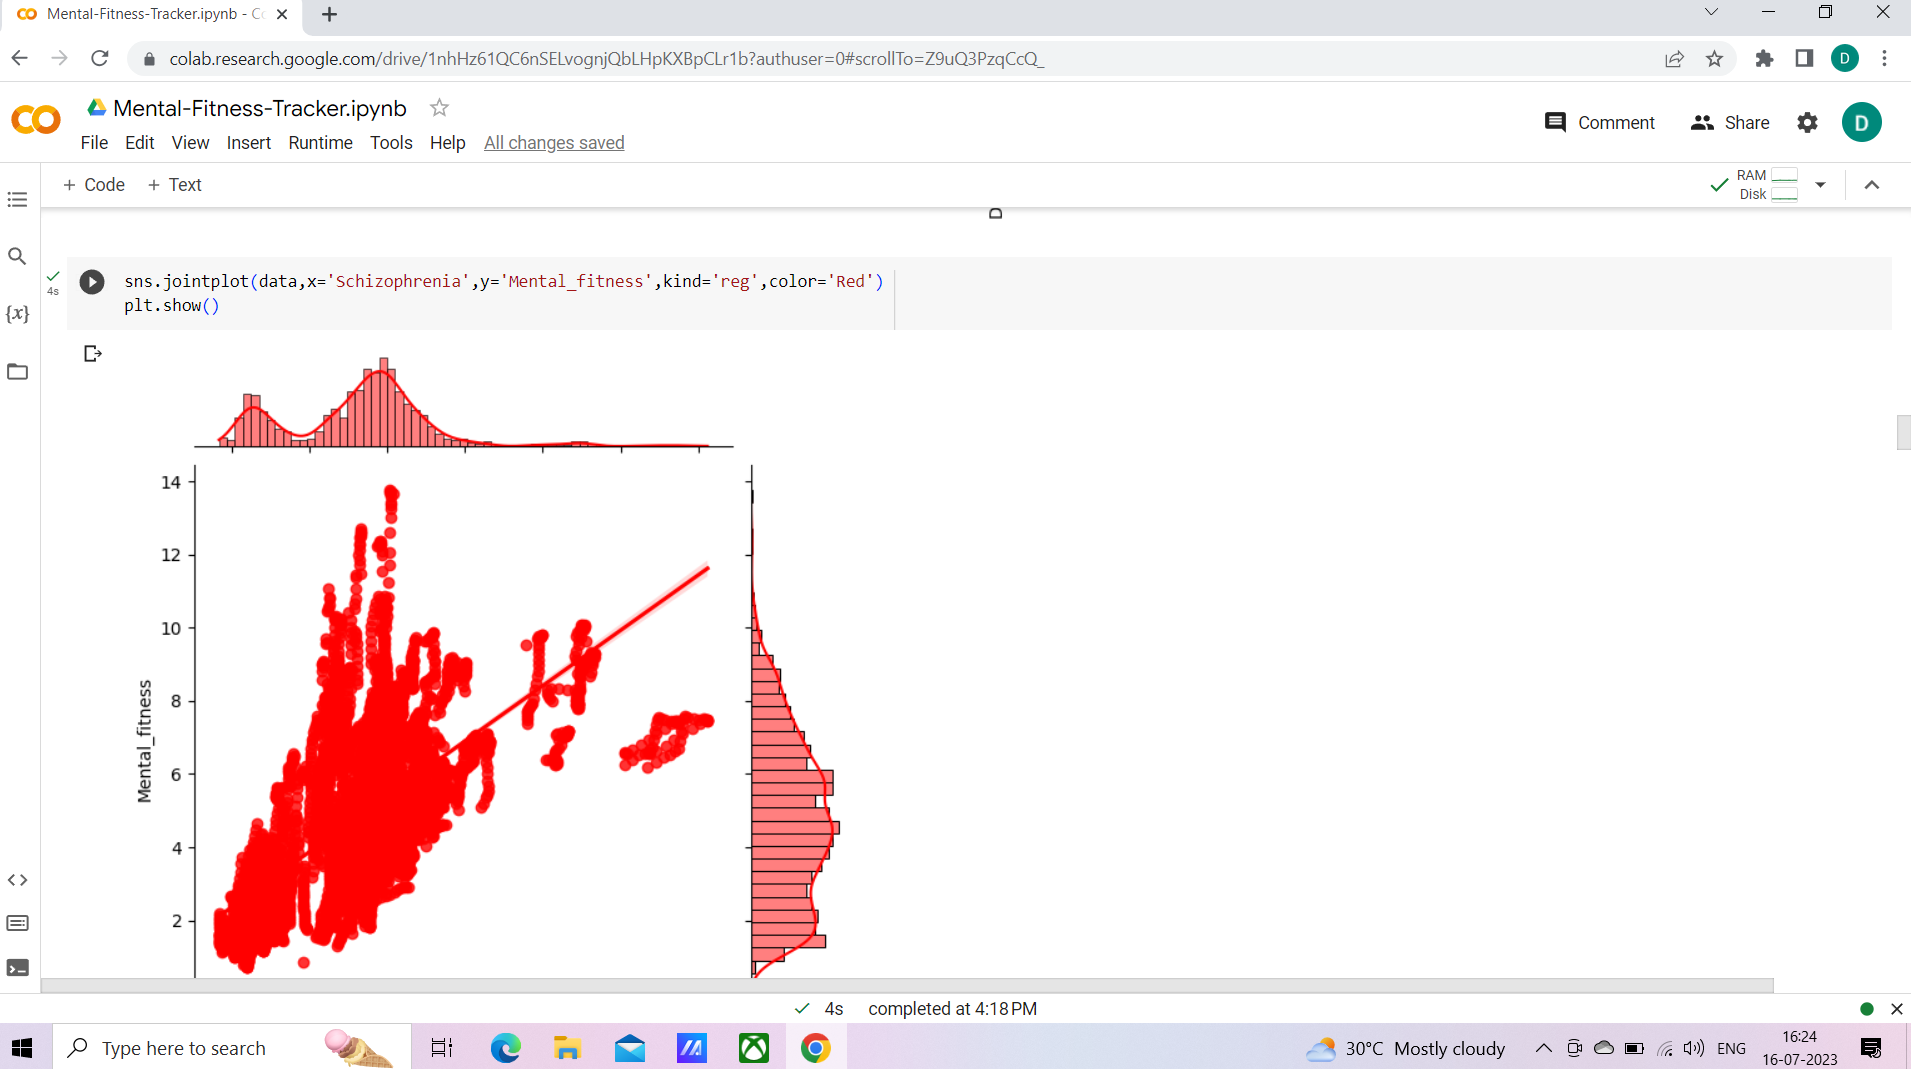 Mental-Fitness-Tracker.ipynb - Co
colab.research.google.com/drive/1nhHz61QC6nSELvognjQbLHpKXBpCLr1b?authuser=0#scrollTo=Z9uQ3PzqCcQ_
D
Mental-Fitness-Tracker.ipynb
File Edit View Insert Runtime Tools Help All changes saved
Comment
Share
D
+ Code + Text
RAM
Disk
sns.jointplot(data,x='Schizophrenia',y='Mental_fitness',kind='reg',color='Red')
plt.show()
4s
{x}
14
12
10
8
6
4
2
Mental_fitness
4s completed at 4:18 PM
Type here to search
30°C Mostly cloudy
ENG
16:24
16-07-2023